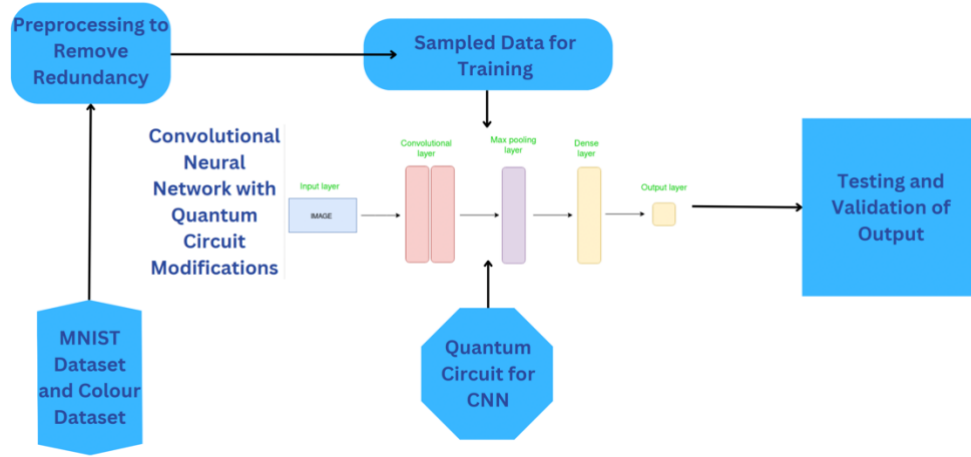 Preprocessing to
Remove
Redundancy
Sampled Data for
Training
Convolutional
Neural
Network with
Quantum
Circuit
Modifications
Input layer
IMAGE
Convolutional
layer
Max pooling
layer
Dense
layer
Output layer
Testing and
Validation of
Output
MNIST
Dataset
and Colour
Dataset
Quantum
Circuit for
CNN